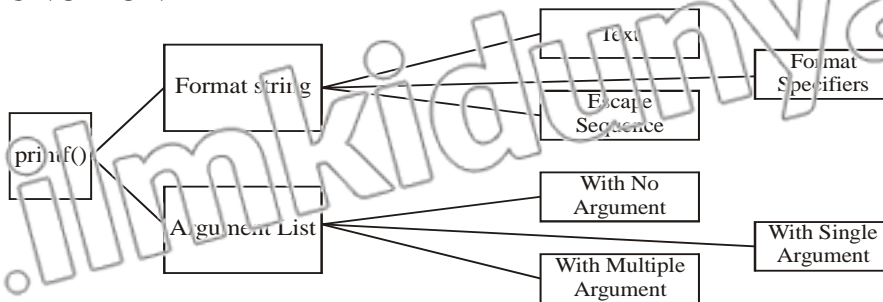 Text
Format
Specifiers
Format string
Escape
Sequence
printf()
With No
Argument
Argument List
With Single
Argument
With Multiple
Argument
.ilmkidunya